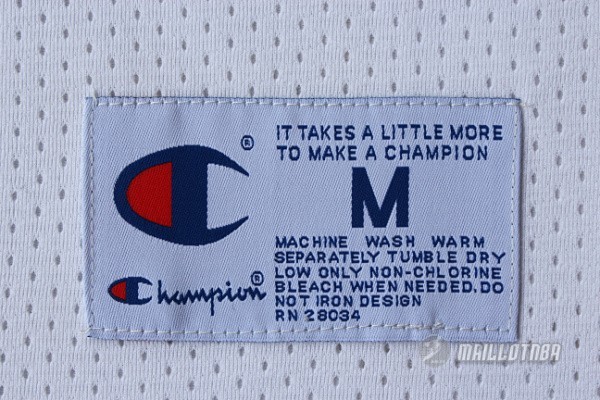 IT TAKES A LITTLE MORE
TO MAKE A CHAMPION
®
M
Champion®
MACHINE WASH WARM
SEPARATELY TUMBLE DRY
LOW ONLY NON-CHLORINE
BLEACH WHEN NEEDED.DO
NOT IRON DESIGN
RN 28034
MAILLOTNBA